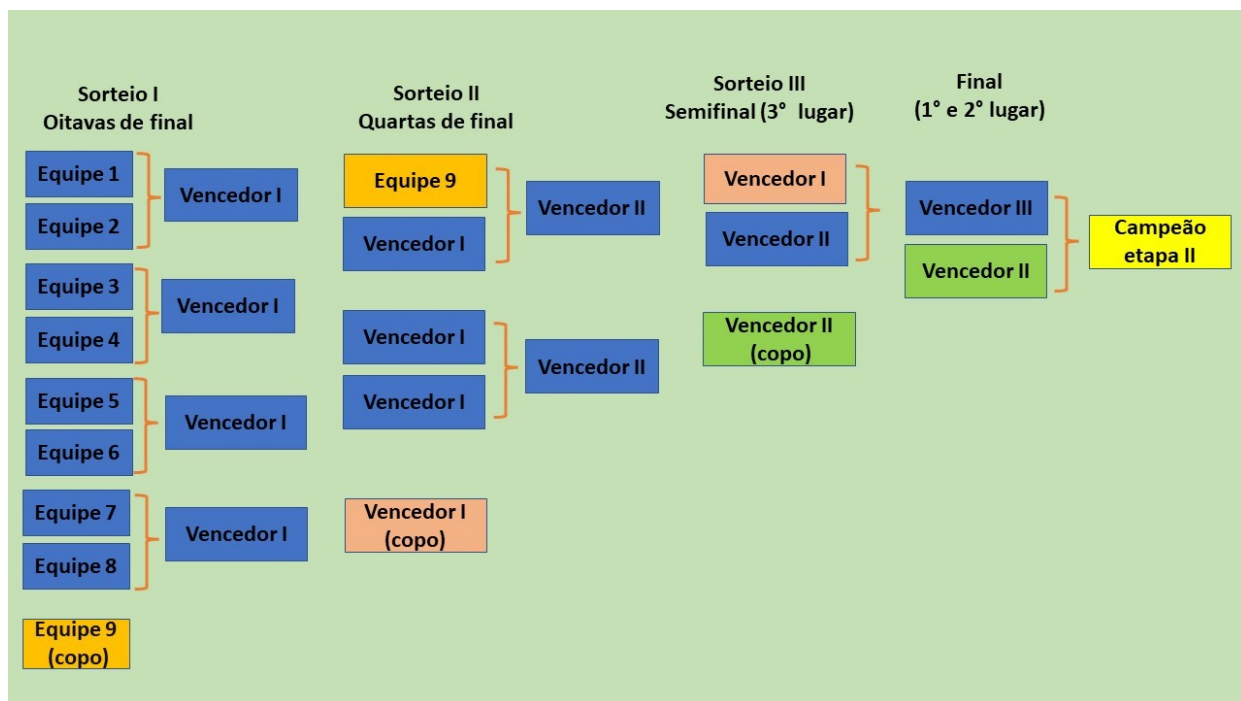 Sorteio I
Oitavas de final
Equipe 1
Equipe 2
Vencedor I
Equipe 3
Equipe 4
Vencedor I
Equipe 5
Equipe 6
Vencedor I
Equipe 7
Equipe 8
Vencedor I
Equipe 9
(copo)
Sorteio II
Quartas de final
Equipe 9
Vencedor I
Vencedor II
Vencedor I
Vencedor I
Vencedor II
Vencedor I
(copo)
Sorteio III
Semifinal (3° lugar)
Vencedor I
Vencedor II
Vencedor II
(copo)
Final
(1° e 2° lugar)
Vencedor III
Vencedor II
Campeão
etapa II